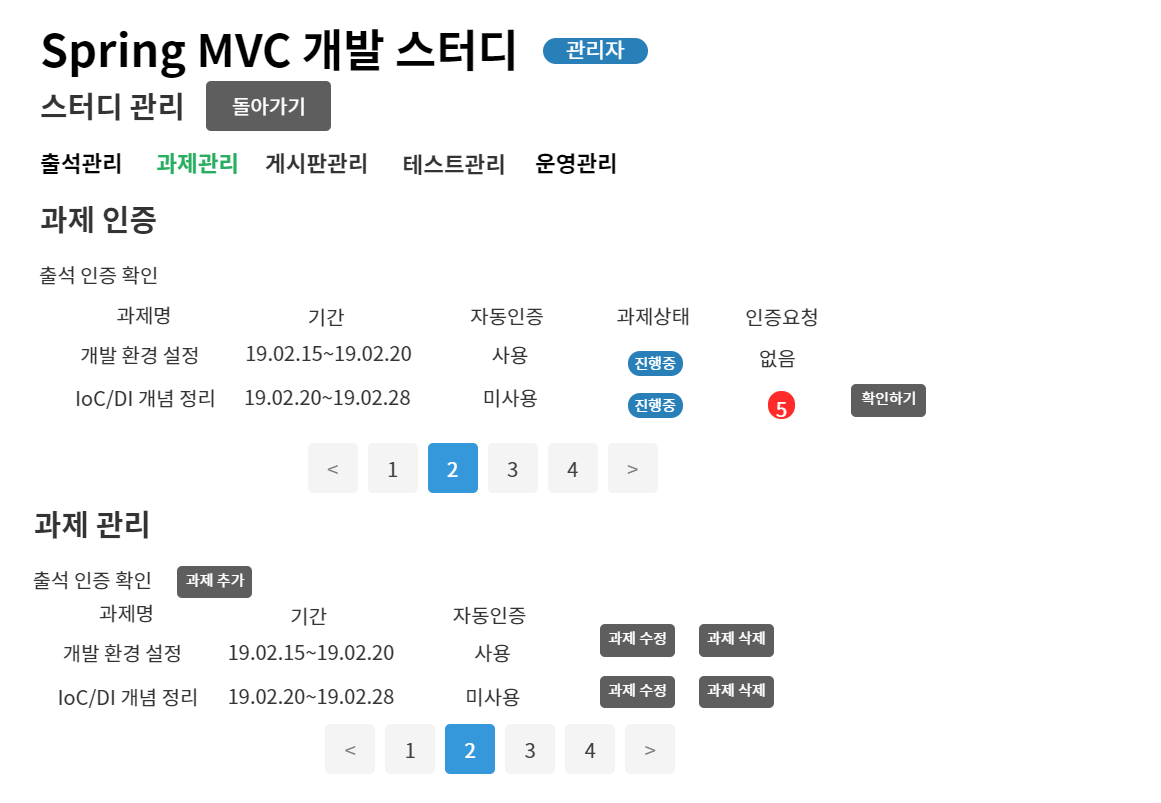 Spring MVC 개발 스터디 관리자
스터디 관리 돌아가기
출석관리 과제관리 게시판관리 테스트관리 운영관리
과제 인증
출석 인증 확인
과제명 기간 자동인증 과제상태 인증요청
개발 환경 설정 19.02.15~19.02.20 사용 진행중 없음
IoC/DI 개념 정리 19.02.20~19.02.28 미사용 진행중 5 확인하기
< 1 2 3 4 >
과제 관리
출석 인증 확인 과제 추가
과제명 기간 자동인증
개발 환경 설정 19.02.15~19.02.20 사용 과제 수정 과제 삭제
IoC/DI 개념 정리 19.02.20~19.02.28 미사용 과제 수정 과제 삭제
< 1 2 3 4 >